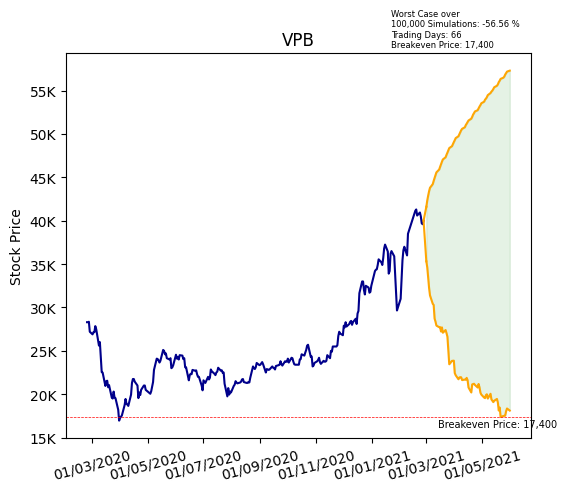 Worst Case over
100,000 Simulations: -56.56 %
Trading Days: 66
Breakeven Price: 17,400
VPB
Stock Price
55K
50K
45K
40K
35K
30K
25K
20K
15K
Breakeven Price: 17,400
01/03/2020
01/05/2020
01/07/2020
01/09/2020
01/11/2020
01/01/2021
01/03/2021
01/05/2021